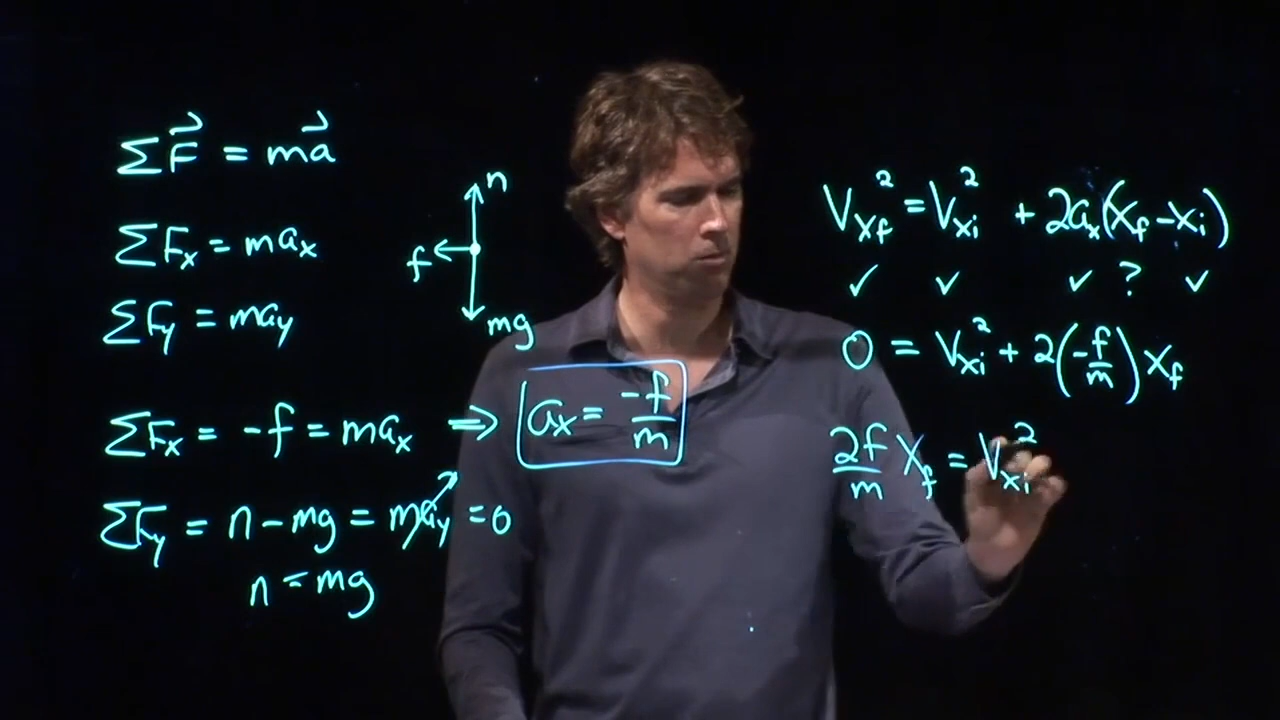 ΣF⃗ = ma⃗
ΣFx = max
ΣFy = may
ΣFx = -f = max ⇒ ax = -f/m
ΣFy = n - mg = may = 0
n = mg
n
f
mg
Vxf² = Vxi² + 2ax(xf - xi)
✓ ✓ ✓ ? ✓
0 = Vxi² + 2(-f/m)xf
2f/m xf = Vxi²